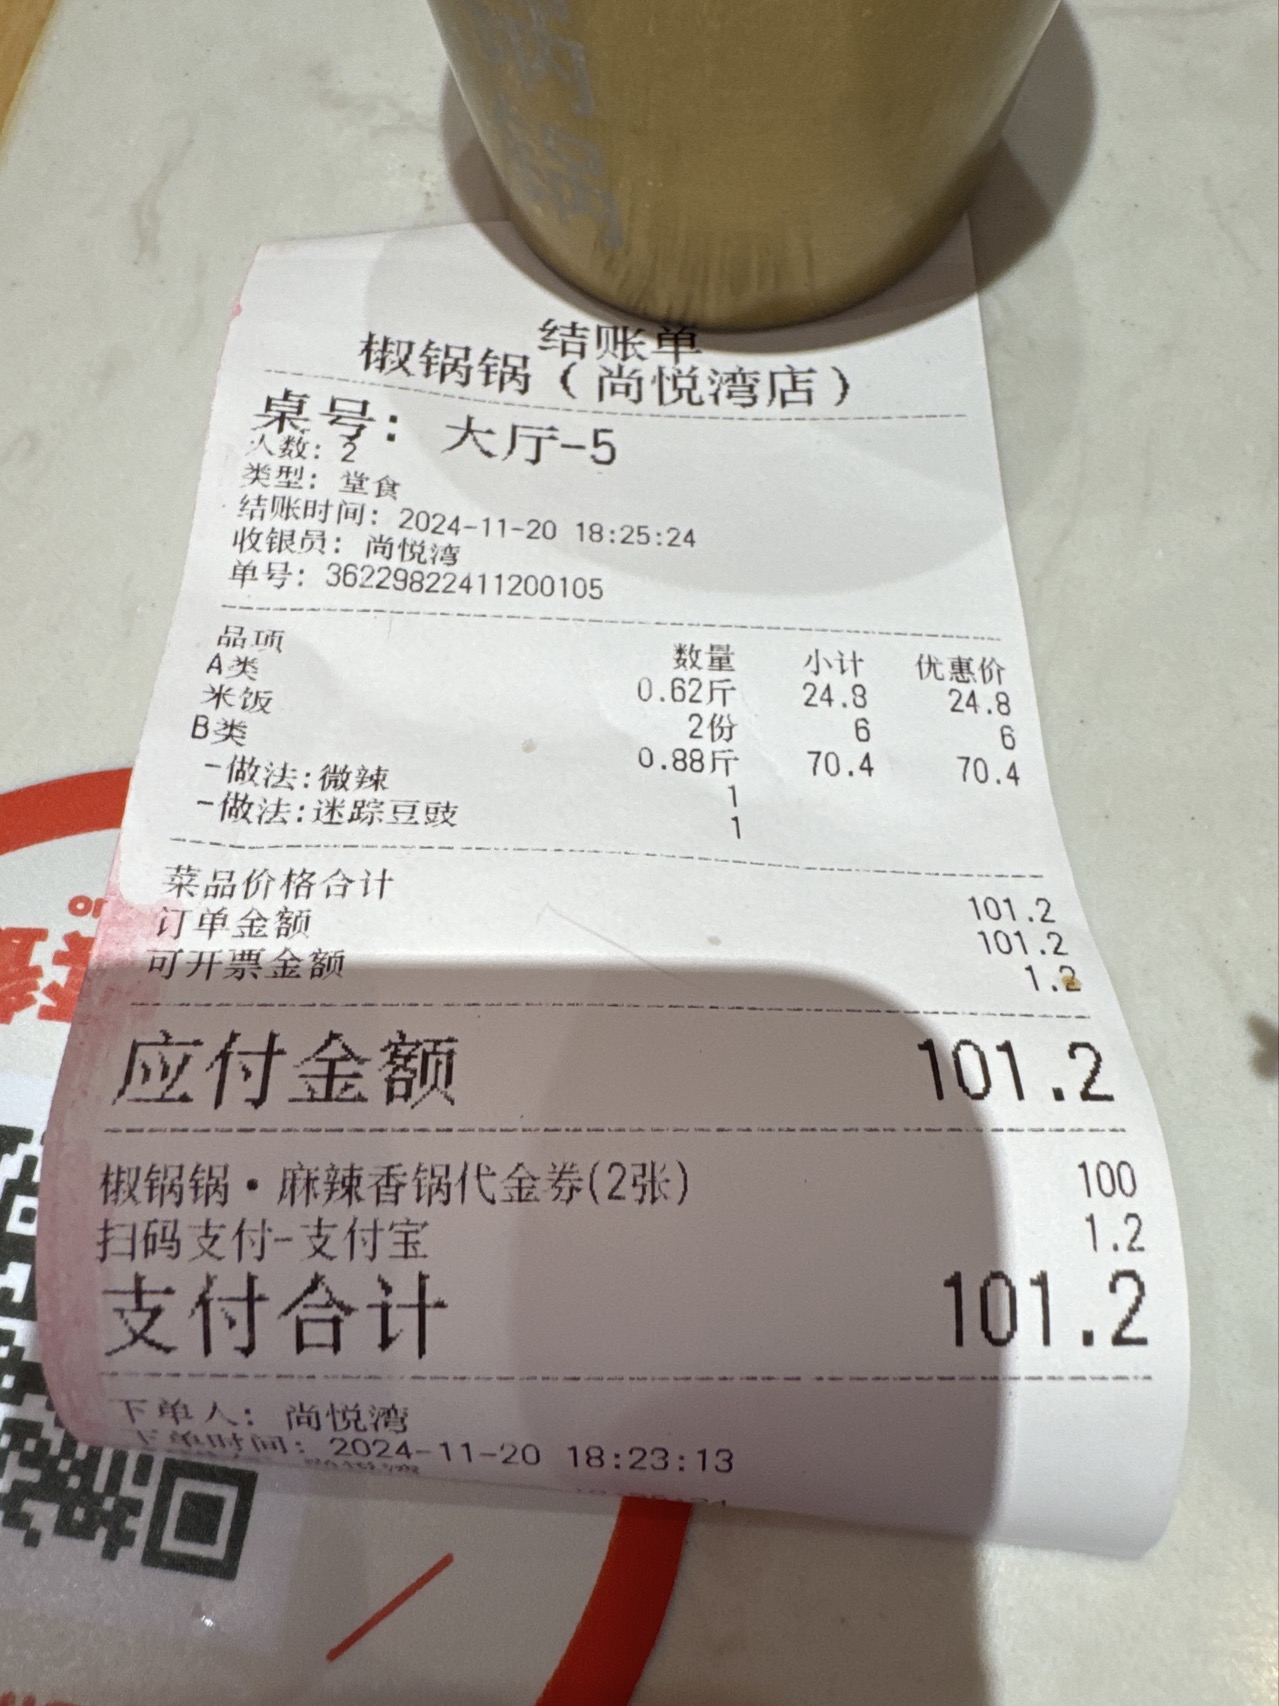 锅
锅
结账单
椒锅锅（尚悦湾店）
桌号： 大厅-5
人数： 2
类型： 堂食
结账时间： 2024-11-20 18:25:24
收银员： 尚悦湾
单号： 36229822411200105
品项 数量 小计 优惠价
A类 0.62斤 24.8 24.8
米饭 2份 6 6
B类 0.88斤 70.4 70.4
-做法:微辣 1
-做法:迷踪豆豉 1
菜品价格合计 101.2
订单金额 101.2
可开票金额 1.2
应付金额 101.2
椒锅锅·麻辣香锅代金券(2张) 100
扫码支付-支付宝 1.2
支付合计 101.2
下单人： 尚悦湾
下单时间： 2024-11-20 18:23:13